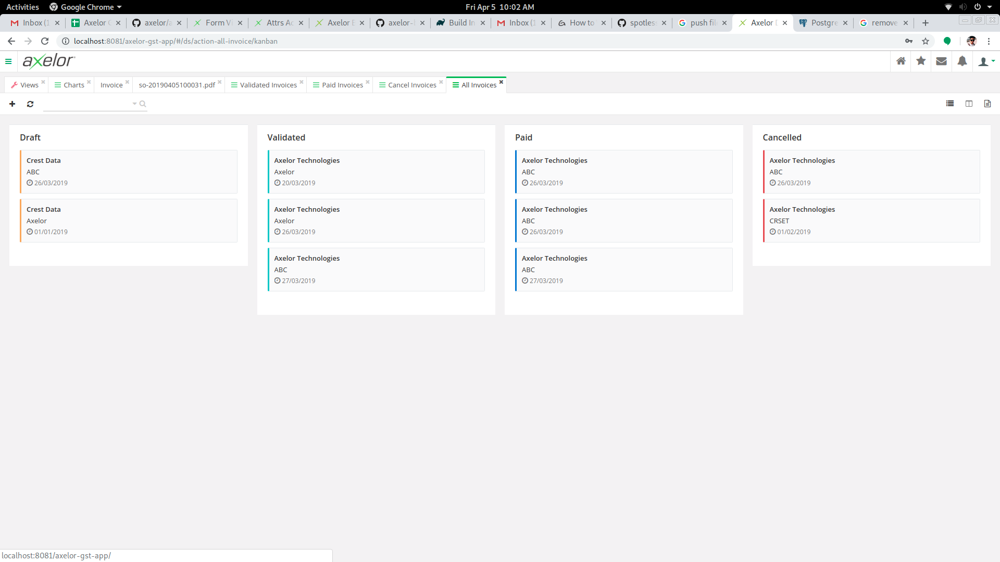 Activities Google Chrome Fri Apr 5 10:02 AM
Inbox (1 Axelor axelor/a Form Vi Attrs Ac Axelor axelor- Build In Inbox (1 How to spotles push fil Axelor Postgre remove
localhost:8081/axelor-gst-app/#/ds/action-all-invoice/kanban
axelor
Views Charts Invoice so-20190405100031.pdf Validated Invoices Paid Invoices Cancel Invoices All Invoices
Draft
Crest Data
ABC
26/03/2019
Crest Data
Axelor
01/01/2019
Validated
Axelor Technologies
Axelor
20/03/2019
Axelor Technologies
Axelor
26/03/2019
Axelor Technologies
ABC
27/03/2019
Paid
Axelor Technologies
ABC
26/03/2019
Axelor Technologies
ABC
26/03/2019
Axelor Technologies
ABC
27/03/2019
Cancelled
Axelor Technologies
ABC
26/03/2019
Axelor Technologies
CRSET
01/02/2019
localhost:8081/axelor-gst-app/